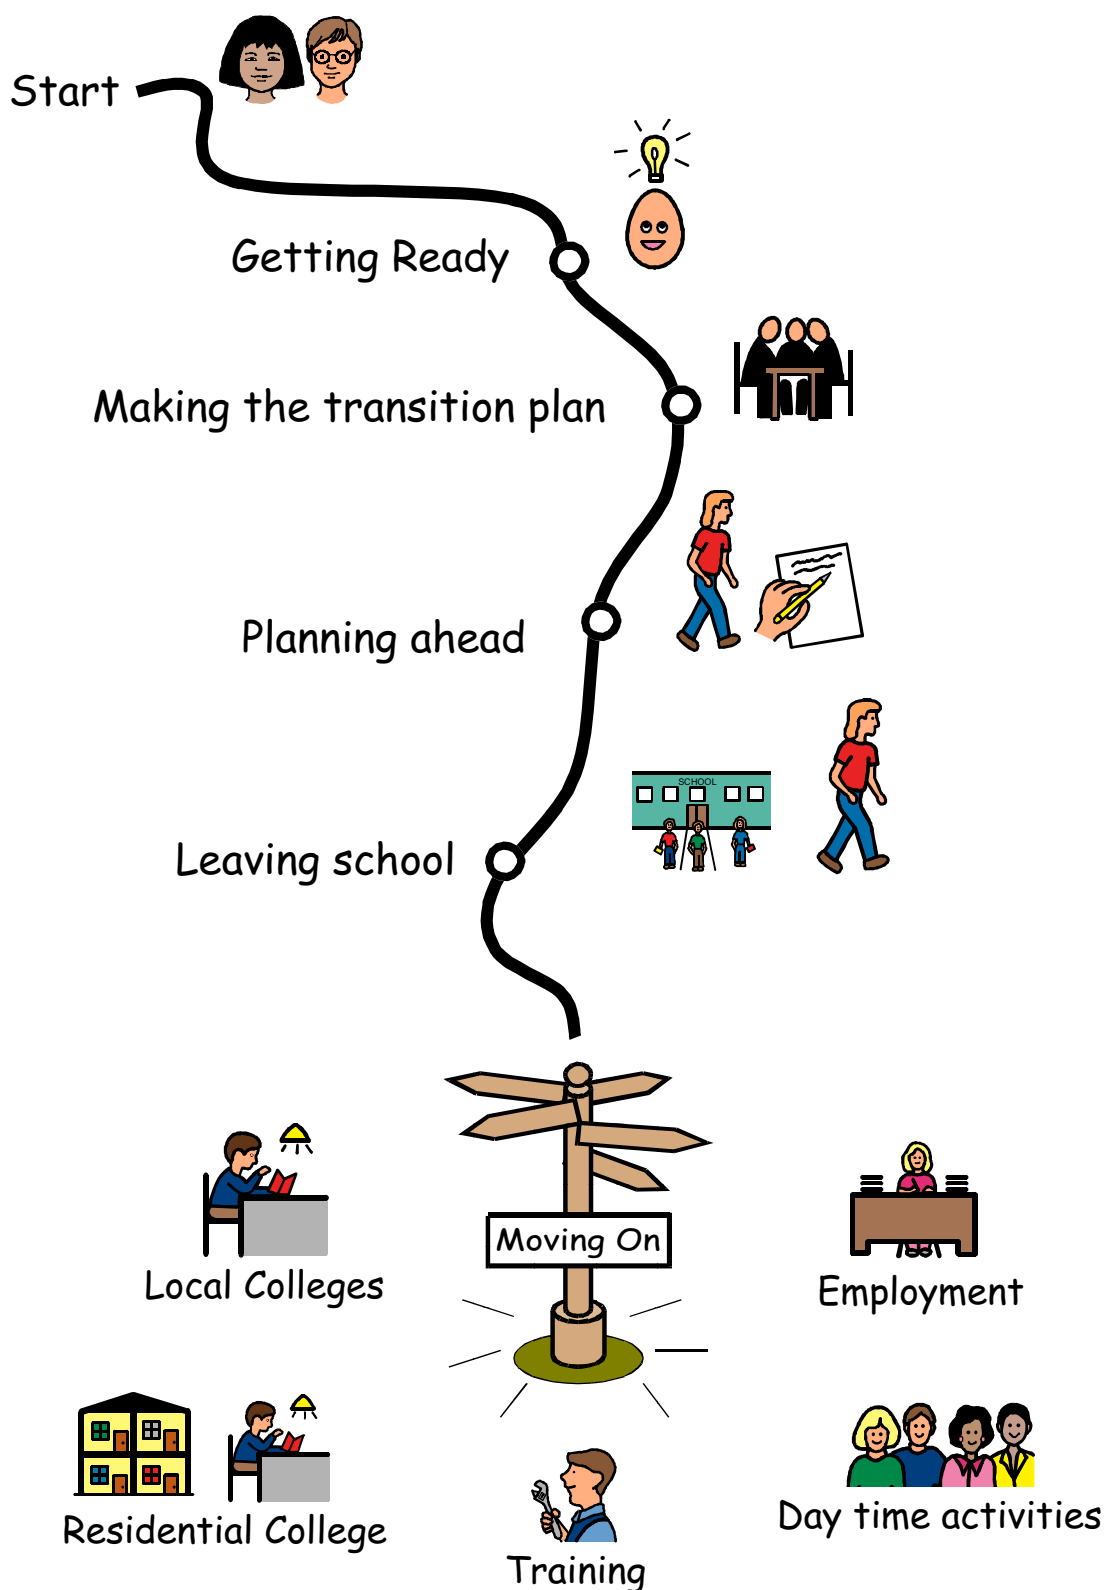 Start
Getting Ready
Making the transition plan
Planning ahead
SCHOOL
Leaving school
Moving On
Local Colleges
Employment
Residential College
Day time activities
Training